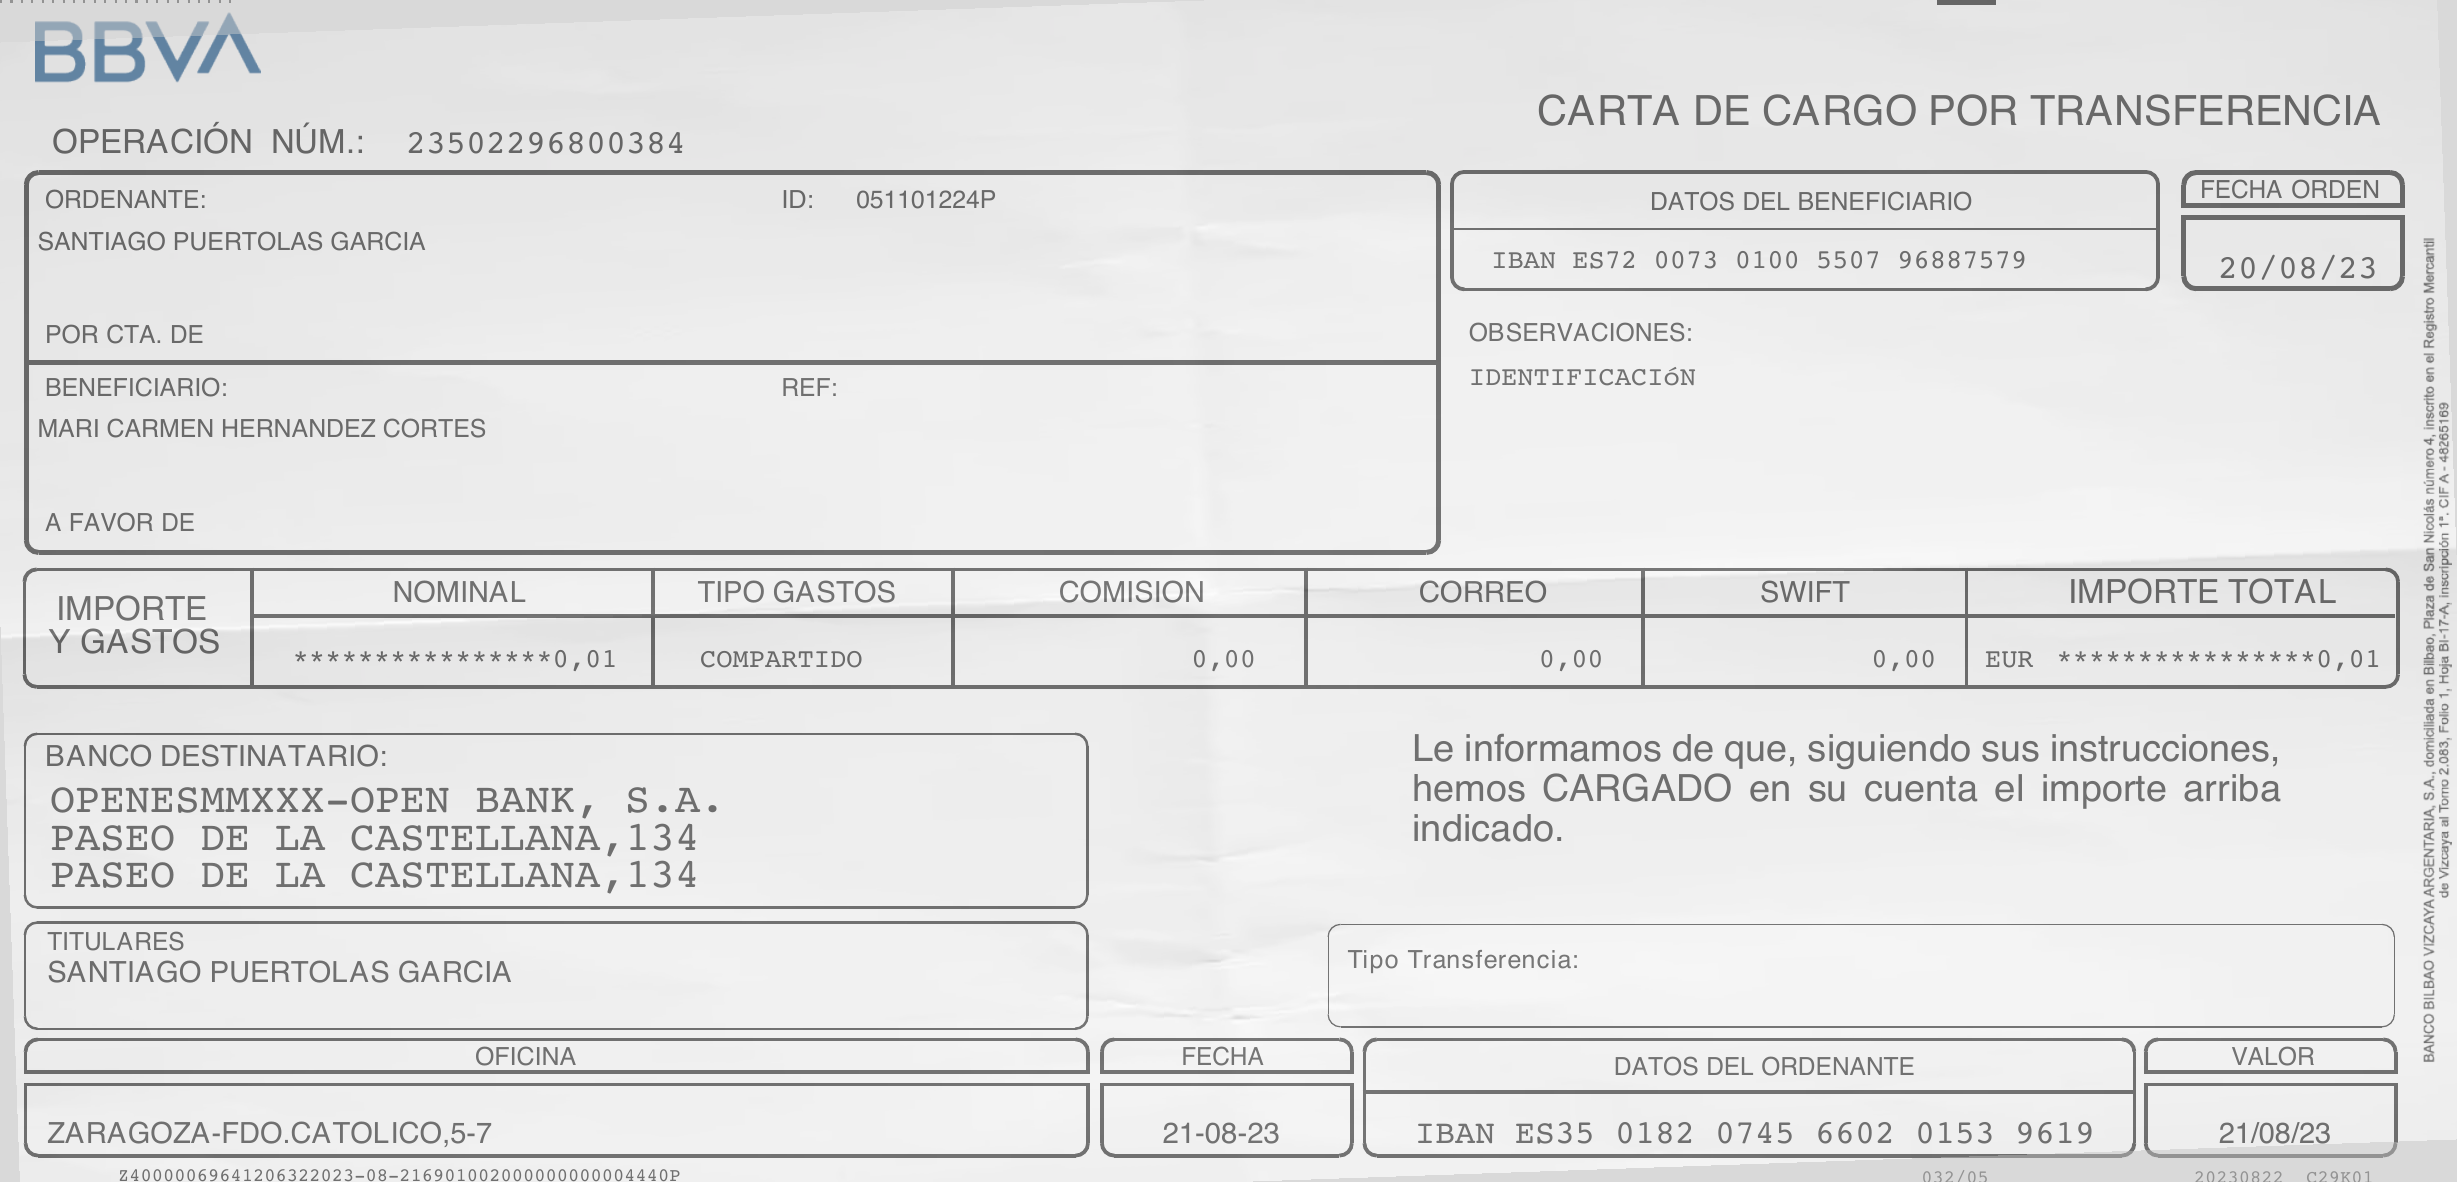 BBVA
CARTA DE CARGO POR TRANSFERENCIA
OPERACIÓN NÚM.: 23502296800384
ORDENANTE: ID: 051101224P
SANTIAGO PUERTOLAS GARCIA
POR CTA. DE
BENEFICIARIO: REF:
MARI CARMEN HERNANDEZ CORTES
A FAVOR DE
DATOS DEL BENEFICIARIO
IBAN ES72 0073 0100 5507 96887579
FECHA ORDEN
20/08/23
OBSERVACIONES:
IDENTIFICACIóN
IMPORTE
Y GASTOS
NOMINAL TIPO GASTOS COMISION CORREO SWIFT IMPORTE TOTAL
****************0,01 COMPARTIDO 0,00 0,00 0,00 EUR ****************0,01
BANCO DESTINATARIO:
OPENESMMXXX-OPEN BANK, S.A.
PASEO DE LA CASTELLANA,134
PASEO DE LA CASTELLANA,134
Le informamos de que, siguiendo sus instrucciones,
hemos CARGADO en su cuenta el importe arriba
indicado.
TITULARES
SANTIAGO PUERTOLAS GARCIA
Tipo Transferencia:
OFICINA FECHA DATOS DEL ORDENANTE VALOR
ZARAGOZA-FDO.CATOLICO,5-7 21-08-23 IBAN ES35 0182 0745 6602 0153 9619 21/08/23
Z40000069641206322023-08-2169010020000000000004440P 032/05 20230822 C29K01
BANCO BILBAO VIZCAYA ARGENTARIA, S.A., domiciliada en Bilbao, Plaza de San Nicolás número 4, inscrito en el Registro Mercantil
de Vizcaya al Tomo 2.083, Folio 1, Hoja BI-17-A, inscripción 1ª. CIF A - 48265169